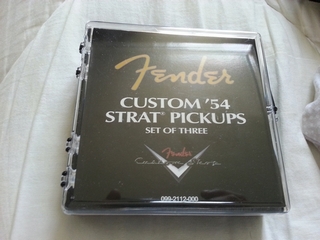 Fender
CUSTOM '54
STRAT® PICKUPS
SET OF THREE
Fender
Custom Shop
099-2112-000